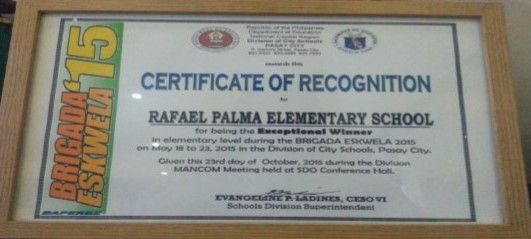 Republic of the Philippines
Department of Education
National Capital Region
Division of City Schools
PASAY CITY
awards this
CERTIFICATE OF RECOGNITION
to
RAFAEL PALMA ELEMENTARY SCHOOL
for being the Exceptional Winner
in elementary level during the BRIGADA ESKWELA 2015
on May 18 to 23, 2015 in the Division of City Schools, Pasay City.
Given this 23rd day of October, 2015 during the Division
MANCOM Meeting held at SDO Conference Hall.
EVANGELINE P. LADINES, CESO VI
Schools Division Superintendent
BRIGADA
ESKWELA '15